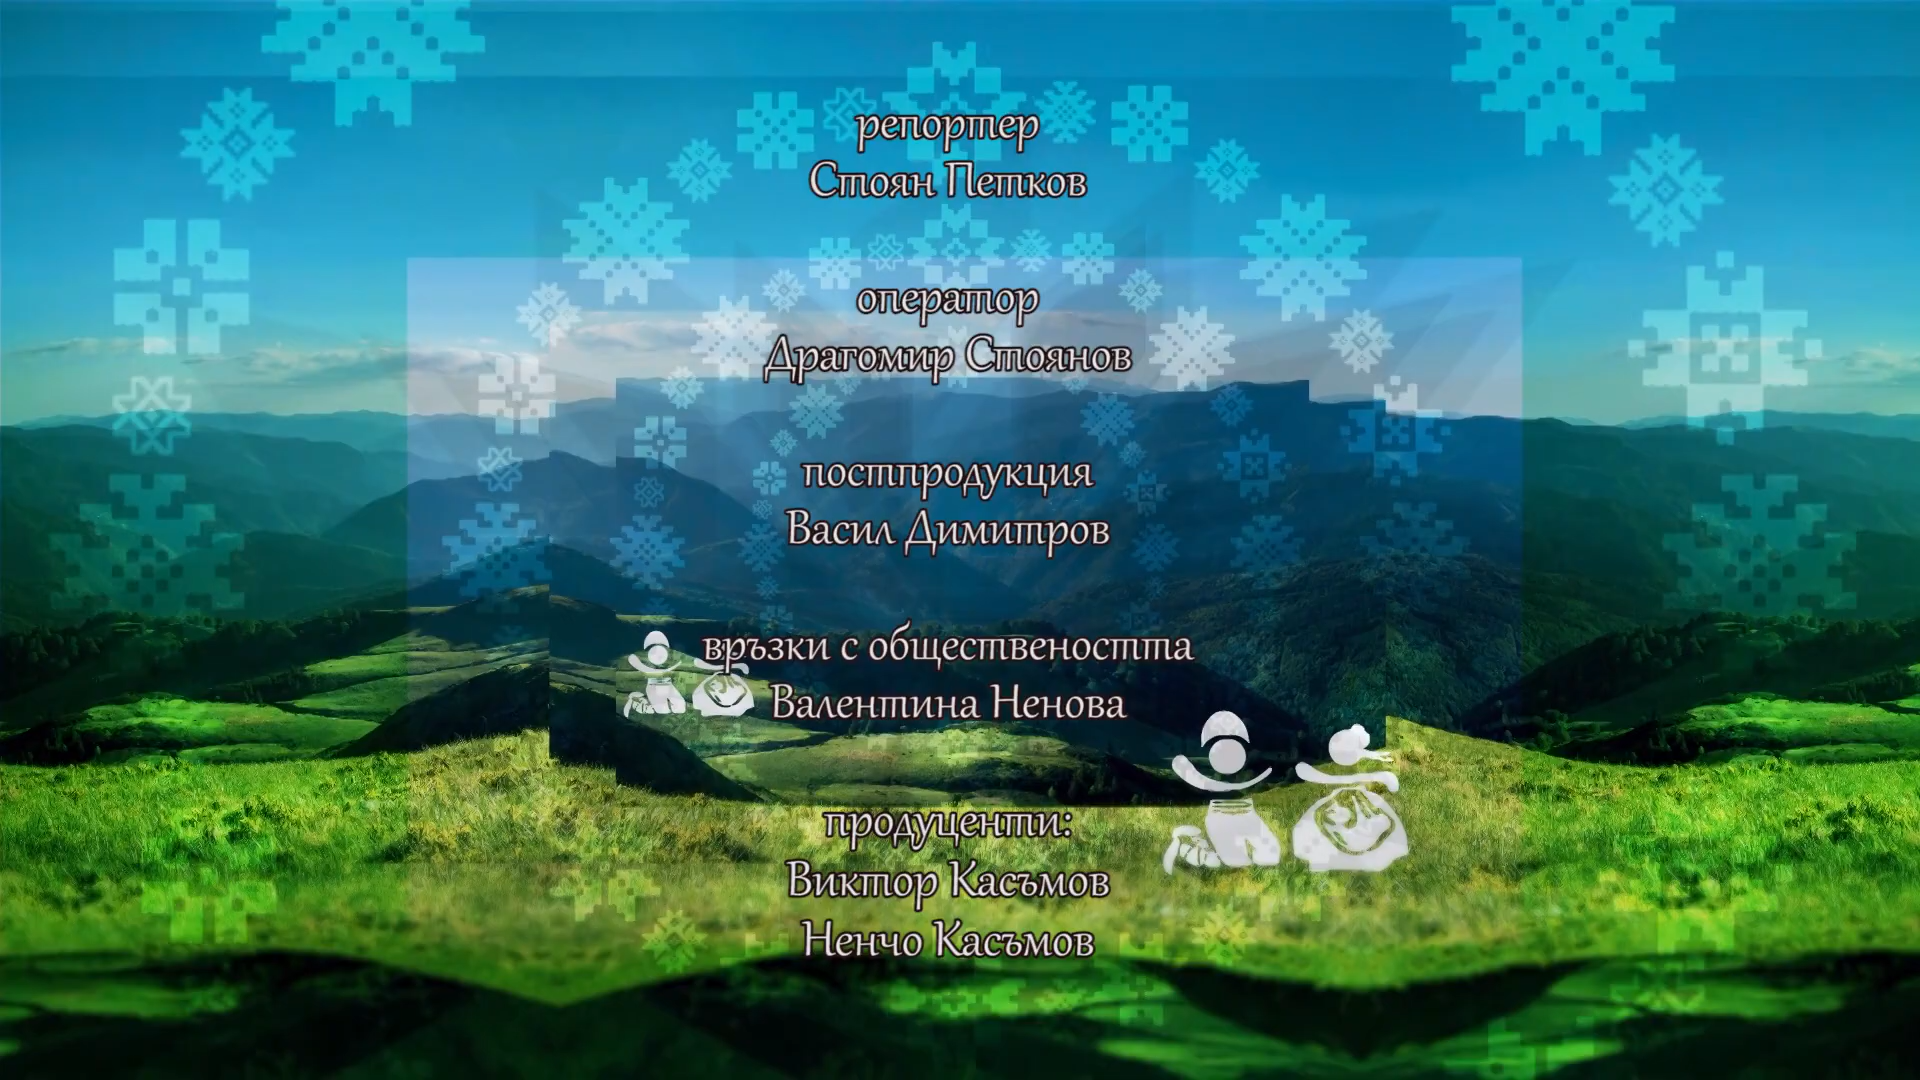 репортер
Стоян Петков
оператор
Драгомир Стоянов
постпродукция
Васил Димитров
връзки с обществеността
Валентина Ненова
продуценти:
Виктор Касъмов
Ненчо Касъмов